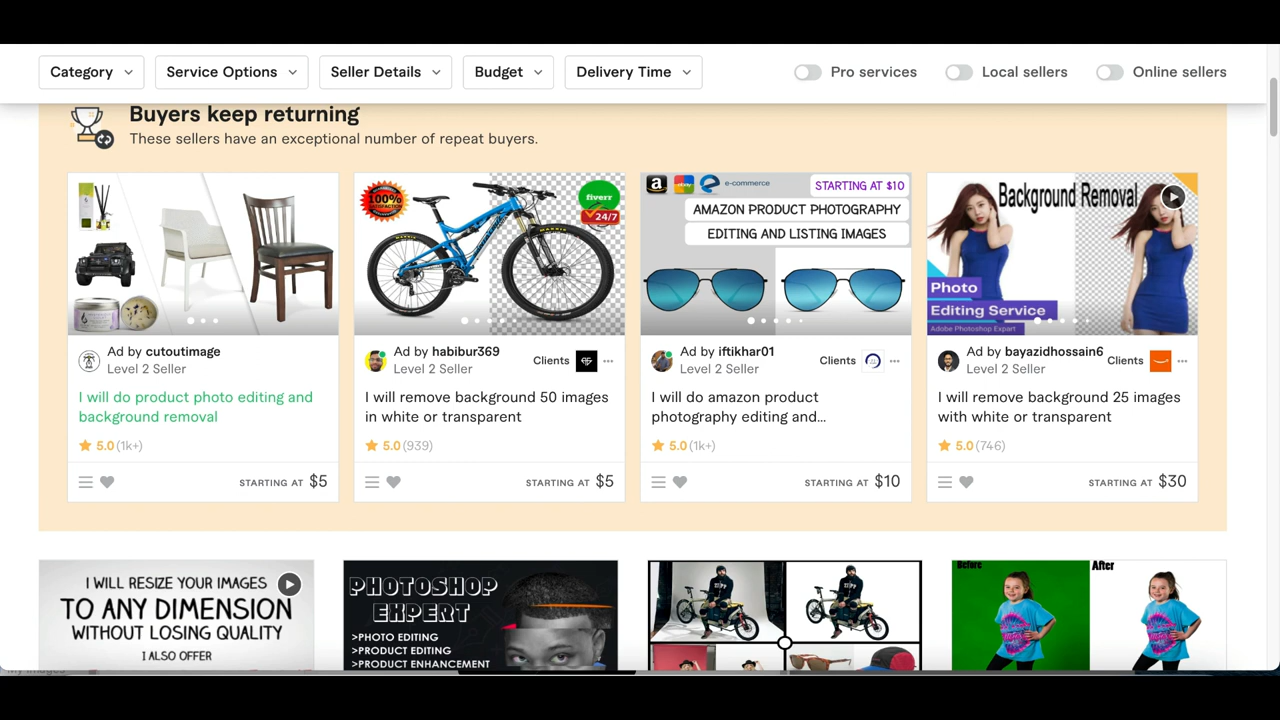 Category
Service Options
Seller Details
Budget
Delivery Time
Pro services
Local sellers
Online sellers
Buyers keep returning
These sellers have an exceptional number of repeat buyers.
Ad by cutoutimage
Level 2 Seller
I will do product photo editing and
background removal
5.0 (1k+)
STARTING AT $5
100%
SATISFACTION
fiverr
24/7
Ad by habibur369
Level 2 Seller
Clients
I will remove background 50 images
in white or transparent
5.0 (939)
STARTING AT $5
a
ebay
e-commerce
STARTING AT $10
AMAZON PRODUCT PHOTOGRAPHY
EDITING AND LISTING IMAGES
Ad by iftikhar01
Level 2 Seller
Clients
I will do amazon product
photography editing and...
5.0 (1k+)
STARTING AT $10
Background Removal
Photo
Editing Service
Adobe Photoshop Expart
Ad by bayazidhossain6
Level 2 Seller
Clients
I will remove background 25 images
with white or transparent
5.0 (746)
STARTING AT $30
I WILL RESIZE YOUR IMAGES
TO ANY DIMENSION
WITHOUT LOSING QUALITY
I ALSO OFFER
PHOTOSHOP
EXPERT
>PHOTO EDITING
>PRODUCT EDITING
>PRODUCT ENHANCEMENT
Before
After